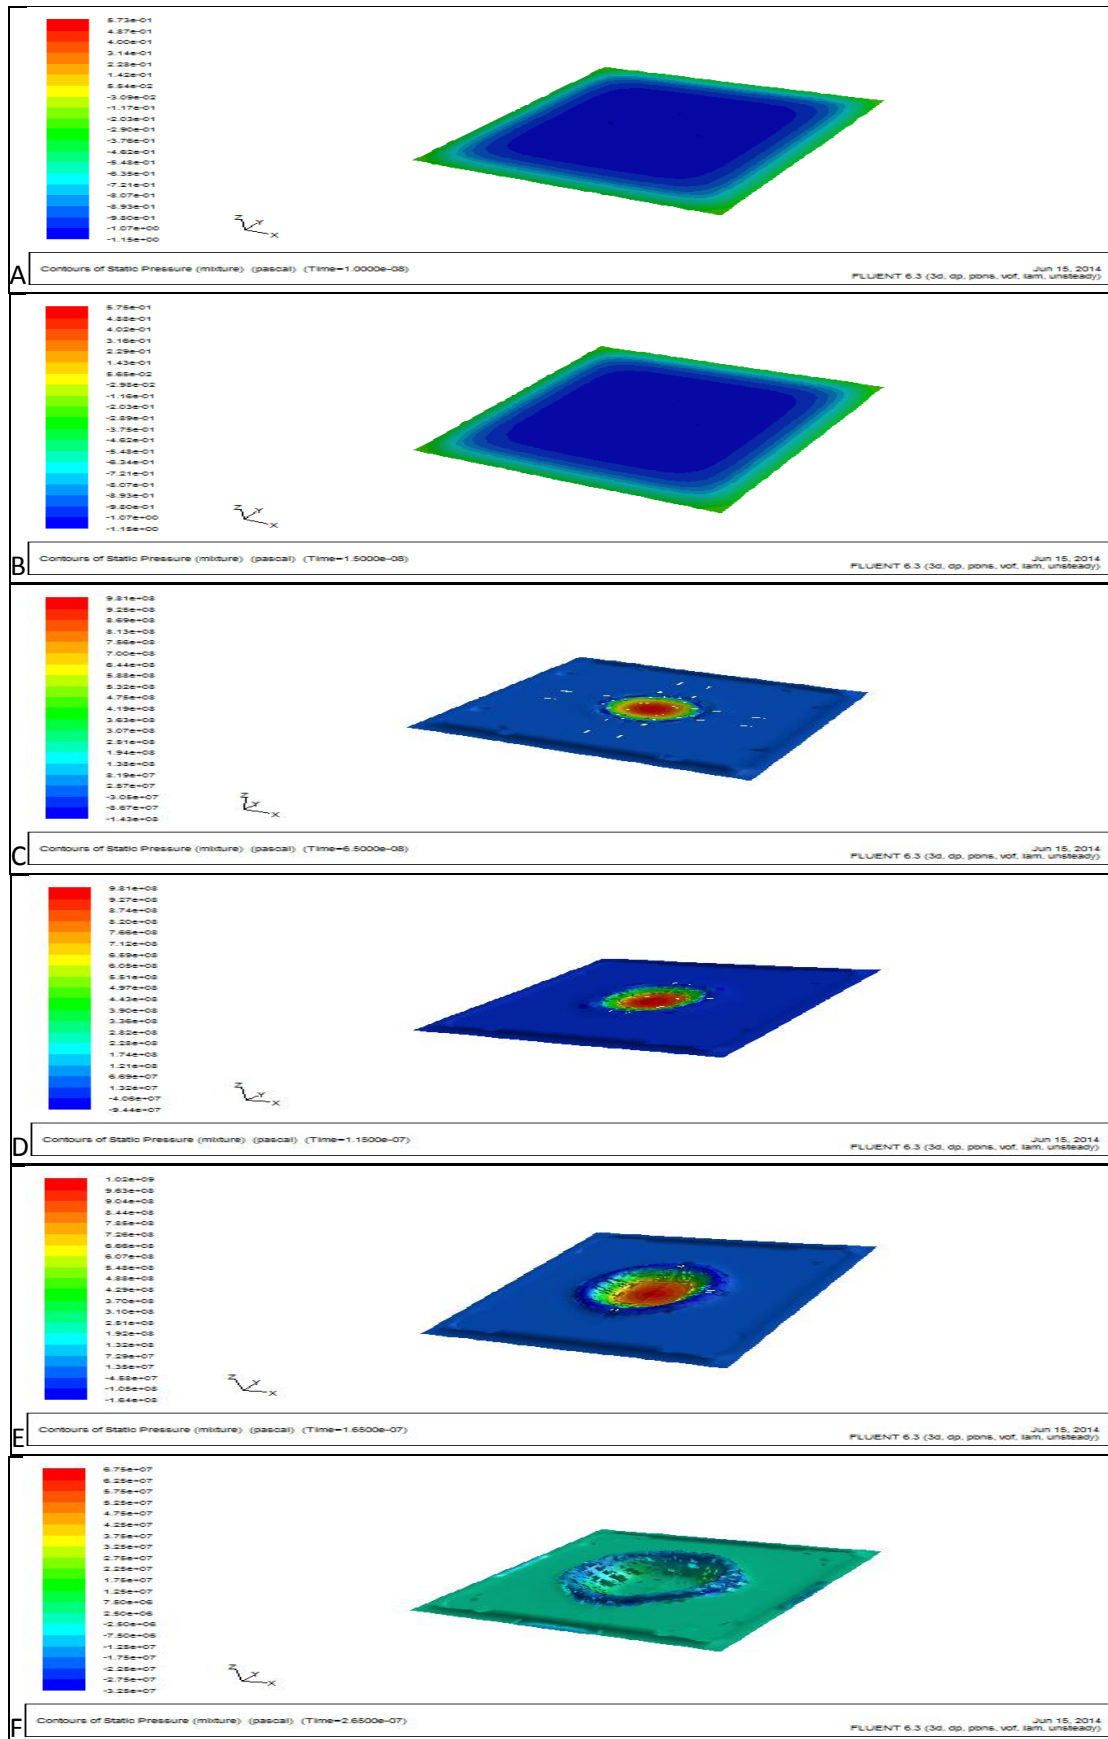 5.73e-01
4.87e-01
4.00e-01
3.14e-01
2.28e-01
1.42e-01
5.54e-02
-3.09e-02
-1.17e-01
-2.03e-01
-2.90e-01
-3.76e-01
-4.62e-01
-5.48e-01
-6.35e-01
-7.21e-01
-8.07e-01
-8.93e-01
-9.80e-01
-1.07e+00
-1.15e+00
Z Y X
A
Contours of Static Pressure (mixture) (pascal) (Time=1.0000e-08)
Jun 15, 2014
FLUENT 6.3 (3d, dp, pbns, vof, lam, unsteady)
5.75e-01
4.88e-01
4.02e-01
3.16e-01
2.29e-01
1.43e-01
5.65e-02
-2.98e-02
-1.16e-01
-2.03e-01
-2.89e-01
-3.75e-01
-4.62e-01
-5.48e-01
-6.34e-01
-7.21e-01
-8.07e-01
-8.93e-01
-9.80e-01
-1.07e+00
-1.15e+00
Z Y X
B
Contours of Static Pressure (mixture) (pascal) (Time=1.5000e-08)
Jun 15, 2014
FLUENT 6.3 (3d, dp, pbns, vof, lam, unsteady)
9.81e+08
9.25e+08
8.69e+08
8.13e+08
7.56e+08
7.00e+08
6.44e+08
5.88e+08
5.32e+08
4.75e+08
4.19e+08
3.63e+08
3.07e+08
2.51e+08
1.94e+08
1.38e+08
8.19e+07
2.57e+07
-3.05e+07
-8.67e+07
-1.43e+08
Z Y X
C
Contours of Static Pressure (mixture) (pascal) (Time=6.5000e-08)
Jun 15, 2014
FLUENT 6.3 (3d, dp, pbns, vof, lam, unsteady)
9.81e+08
9.27e+08
8.74e+08
8.20e+08
7.66e+08
7.12e+08
6.59e+08
6.05e+08
5.51e+08
4.97e+08
4.43e+08
3.90e+08
3.36e+08
2.82e+08
2.28e+08
1.74e+08
1.21e+08
6.69e+07
1.32e+07
-4.06e+07
-9.44e+07
Z Y X
D
Contours of Static Pressure (mixture) (pascal) (Time=1.1500e-07)
Jun 15, 2014
FLUENT 6.3 (3d, dp, pbns, vof, lam, unsteady)
1.02e+09
9.63e+08
9.04e+08
8.44e+08
7.85e+08
7.26e+08
6.66e+08
6.07e+08
5.48e+08
4.88e+08
4.29e+08
3.70e+08
3.10e+08
2.51e+08
1.92e+08
1.32e+08
7.29e+07
1.35e+07
-4.58e+07
-1.05e+08
-1.64e+08
Z Y X
E
Contours of Static Pressure (mixture) (pascal) (Time=1.6500e-07)
Jun 15, 2014
FLUENT 6.3 (3d, dp, pbns, vof, lam, unsteady)
6.75e+07
6.25e+07
5.75e+07
5.25e+07
4.75e+07
4.25e+07
3.75e+07
3.25e+07
2.75e+07
2.25e+07
1.75e+07
1.25e+07
7.50e+06
2.50e+06
-2.50e+06
-7.50e+06
-1.25e+07
-1.75e+07
-2.25e+07
-2.75e+07
-3.25e+07
Z Y X
F
Contours of Static Pressure (mixture) (pascal) (Time=2.6500e-07)
Jun 15, 2014
FLUENT 6.3 (3d, dp, pbns, vof, lam, unsteady)